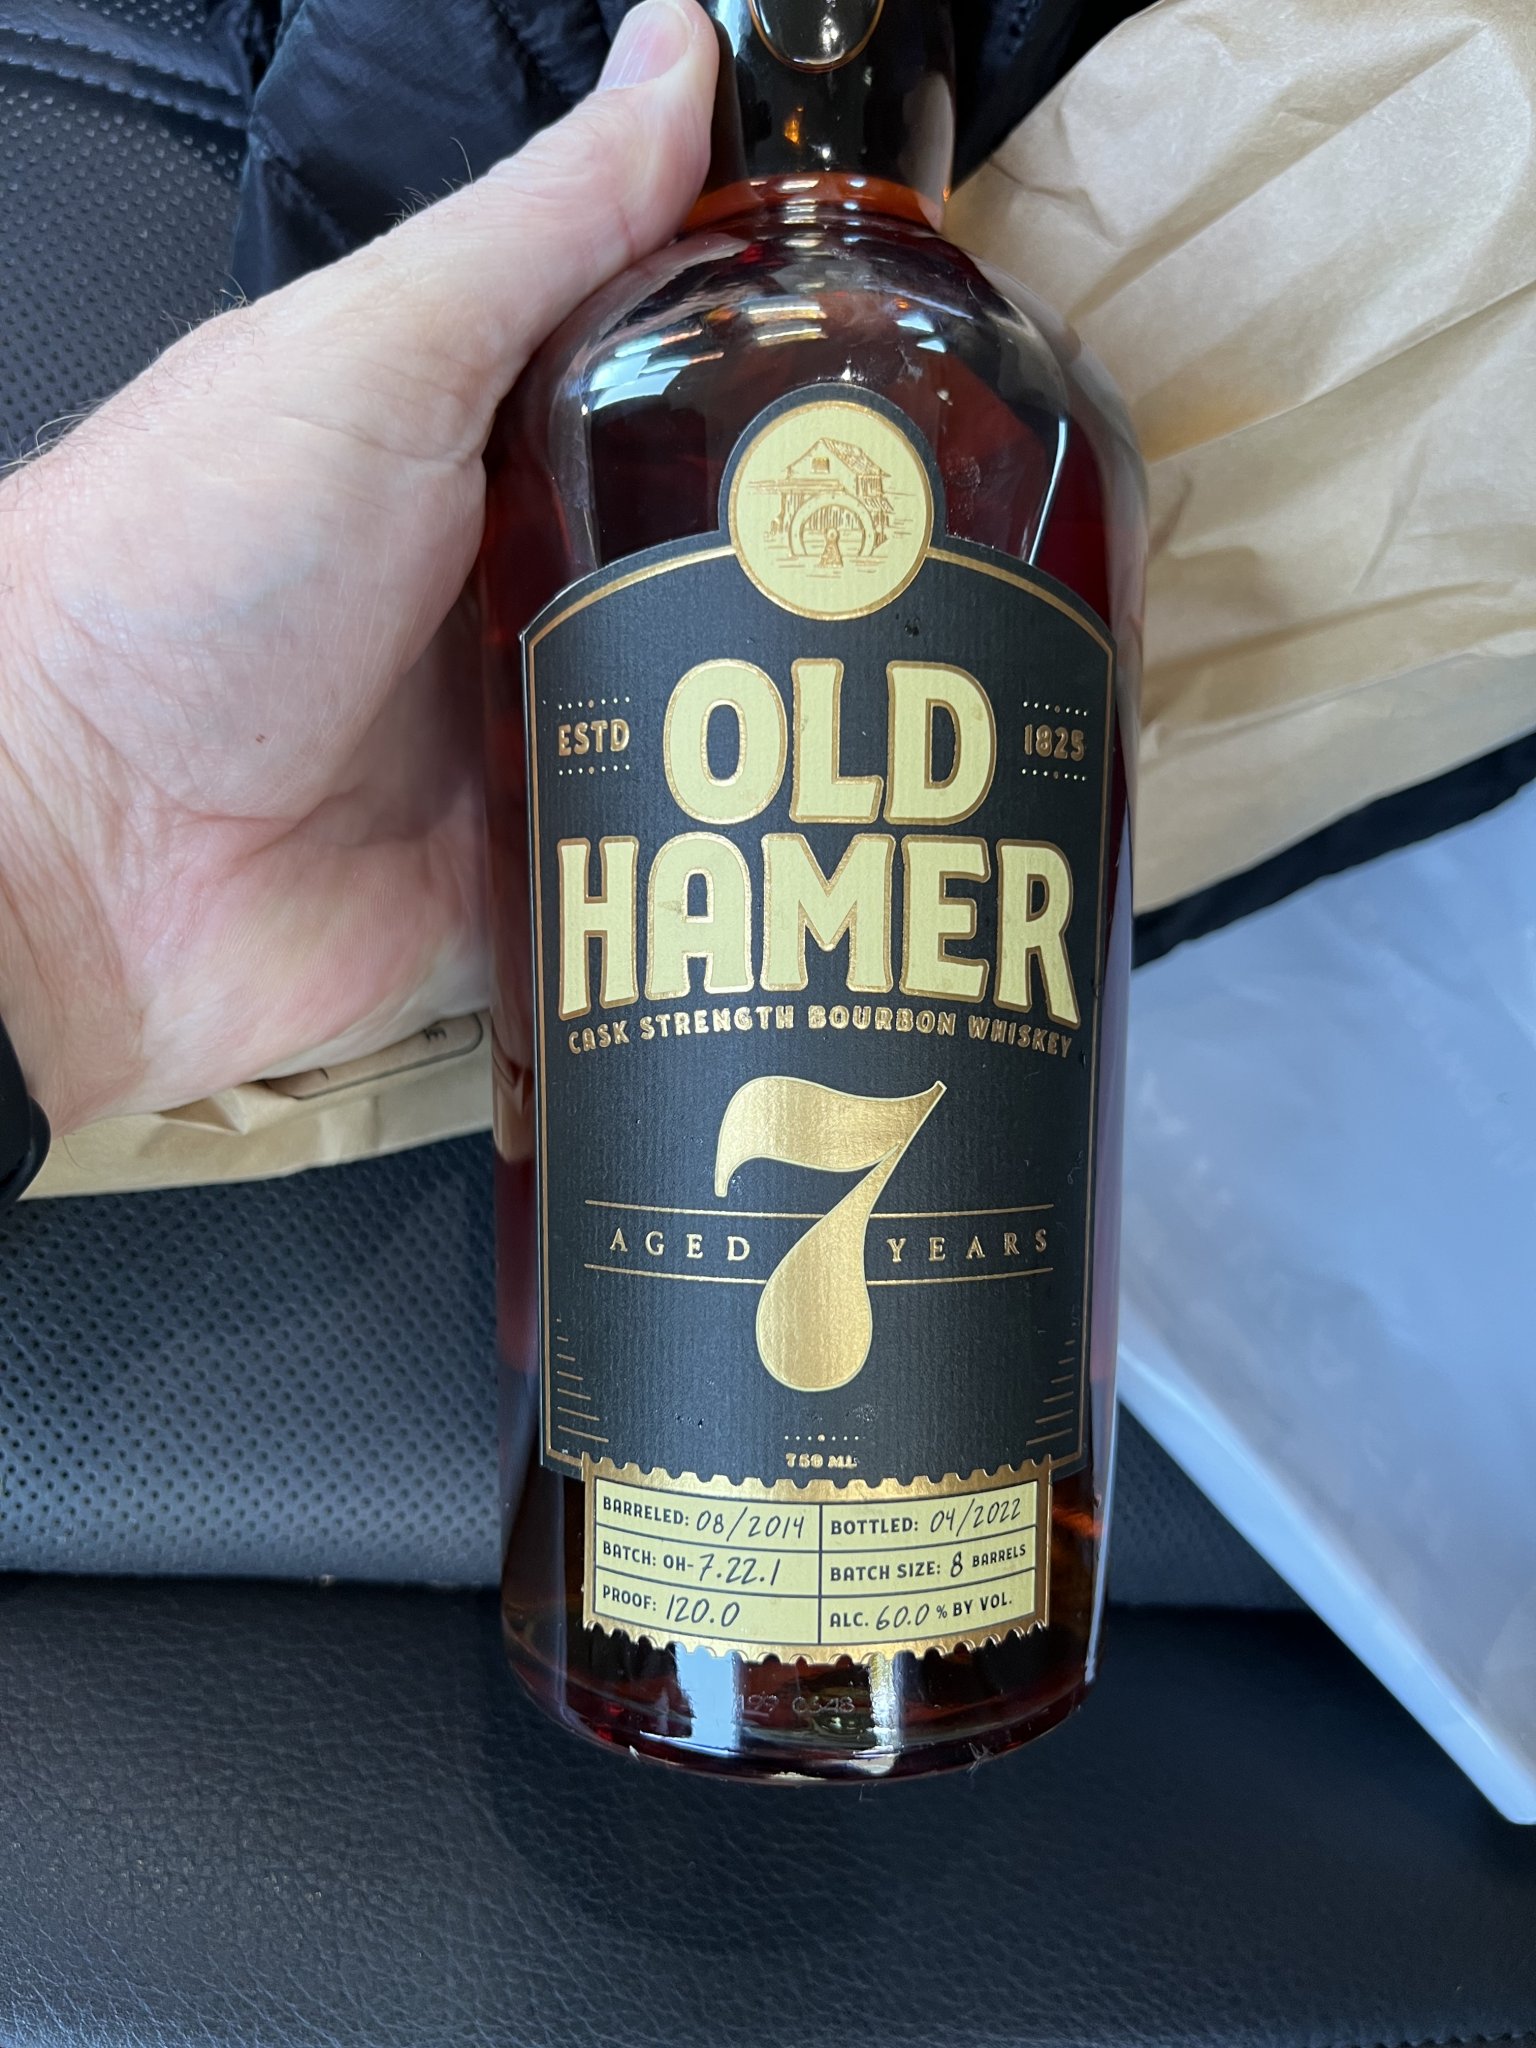 ESTD
OLD
1825
HAMER
CASK STRENGTH BOURBON WHISKEY
7
AGED YEARS
750 ML
BARRELED: 08/2014 BOTTLED: 04/2022
BATCH: OH-7.22.1 BATCH SIZE: 8 BARRELS
PROOF: 120.0 ALC. 60.0 % BY VOL.